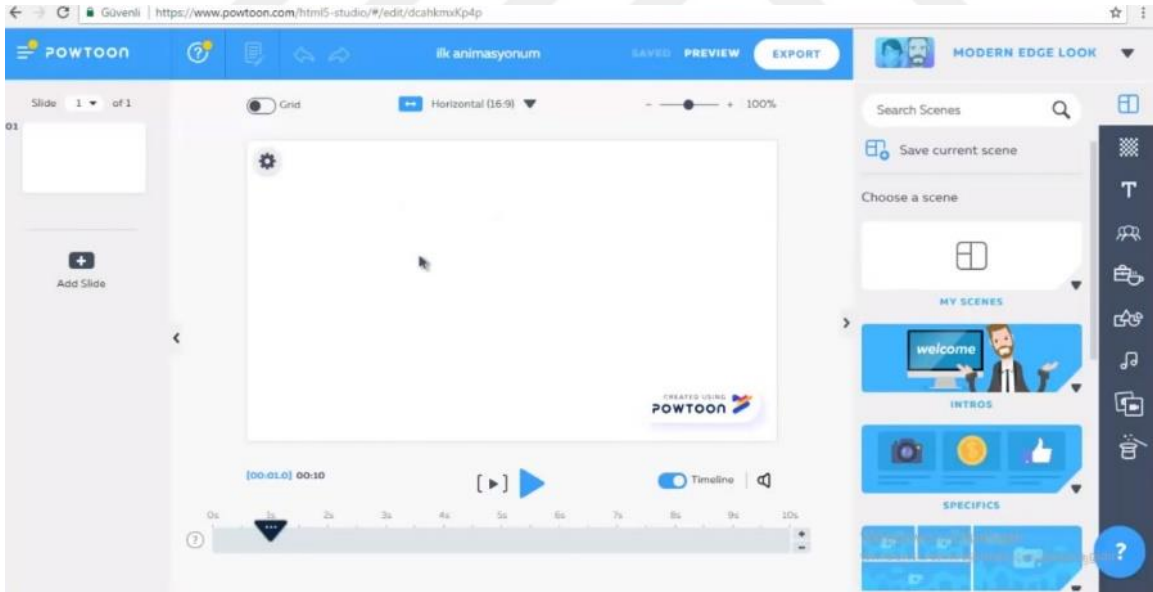 Güvenli | https://www.powtoon.com/html5-studio/#/edit/dcahkmxKp4p
POWTOON
ilk animasyonum
SAVED PREVIEW EXPORT
MODERN EDGE LOOK
Slide 1 of 1
Grid
Horizontal (16:9)
- + 100%
Search Scenes
01
Save current scene
T
Choose a scene
Add Slide
MY SCENES
welcome
INTROS
CREATED USING
POWTOON
[00:01.0] 00:10
Timeline
SPECIFICS
0s 1s 2s 3s 4s 5s 6s 7s 8s 9s 10s
?
+
-
?